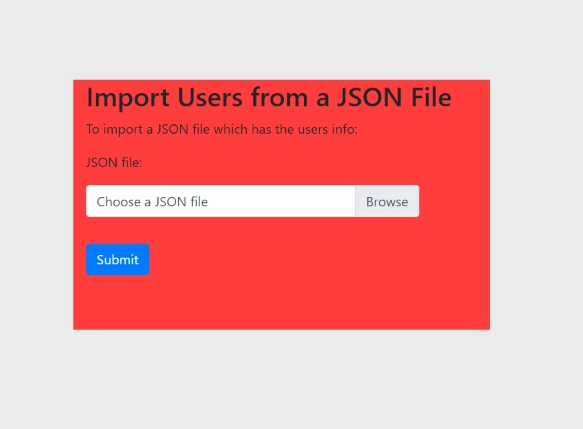 Import Users from a JSON File
To import a JSON file which has the users info:
JSON file:
Choose a JSON file Browse
Submit